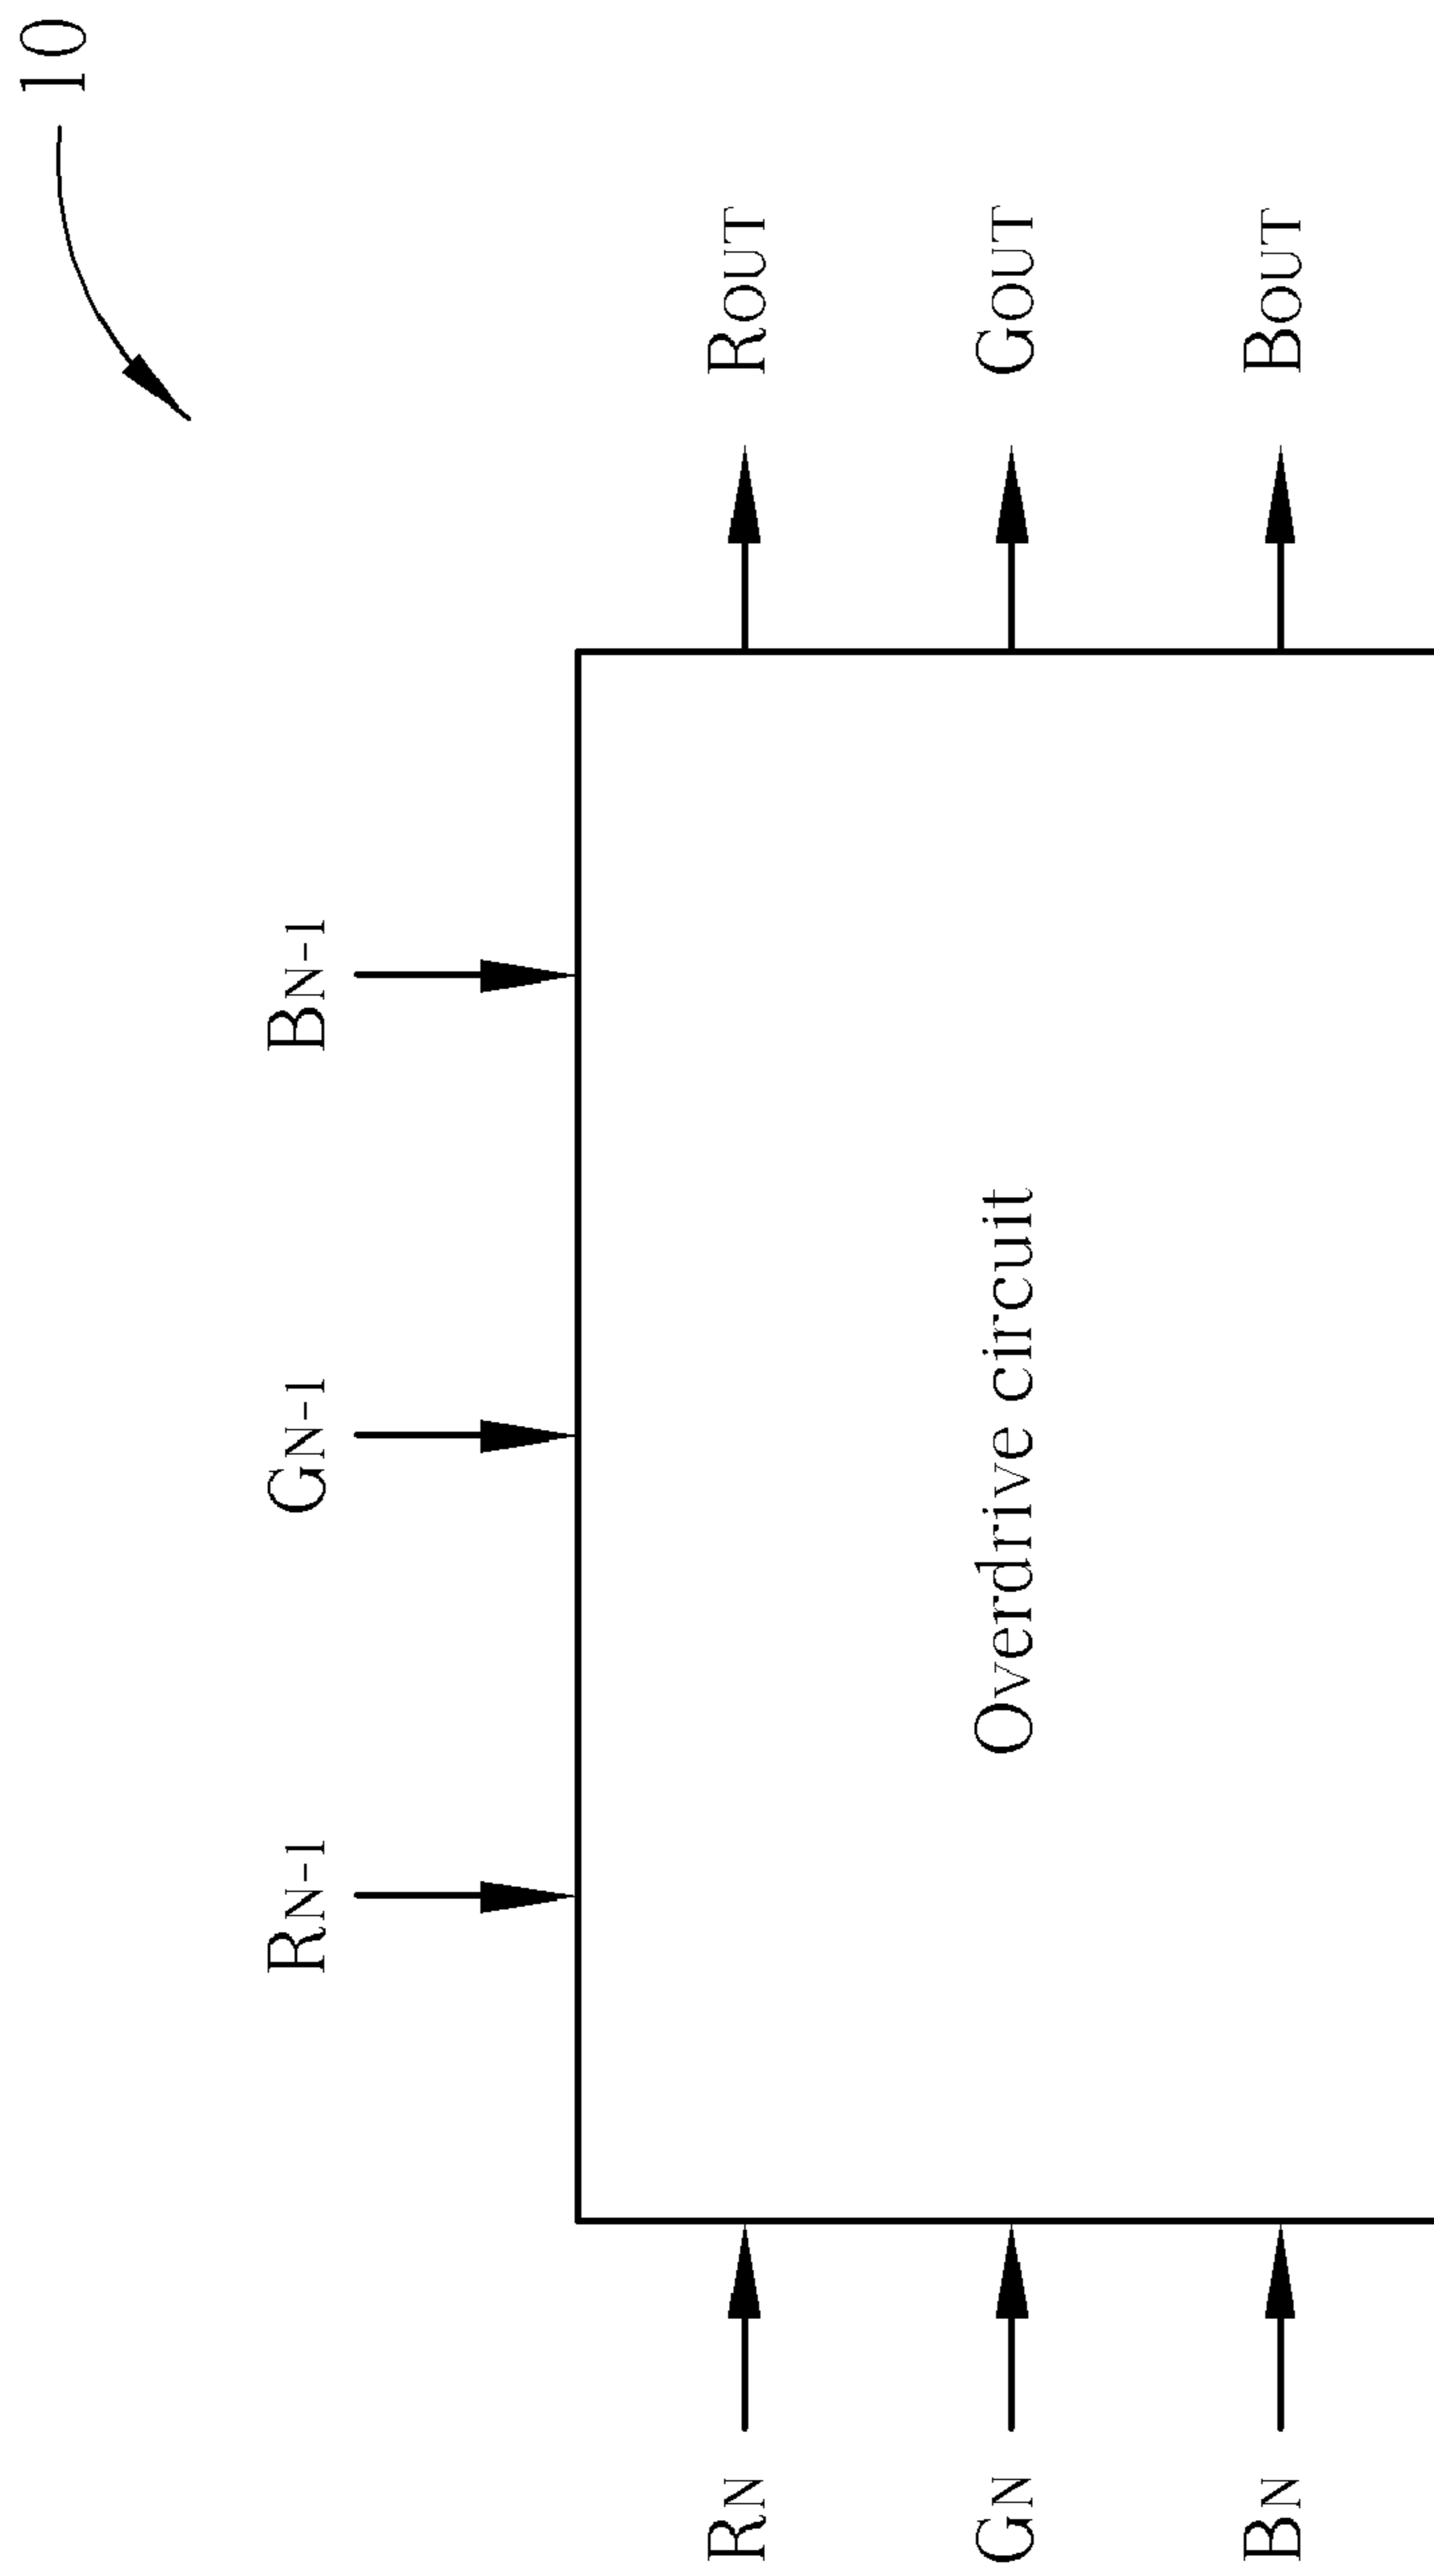 10
RN-1 GN-1 BN-1
RN ROUT
GN Overdrive circuit GOUT
BN BOUT